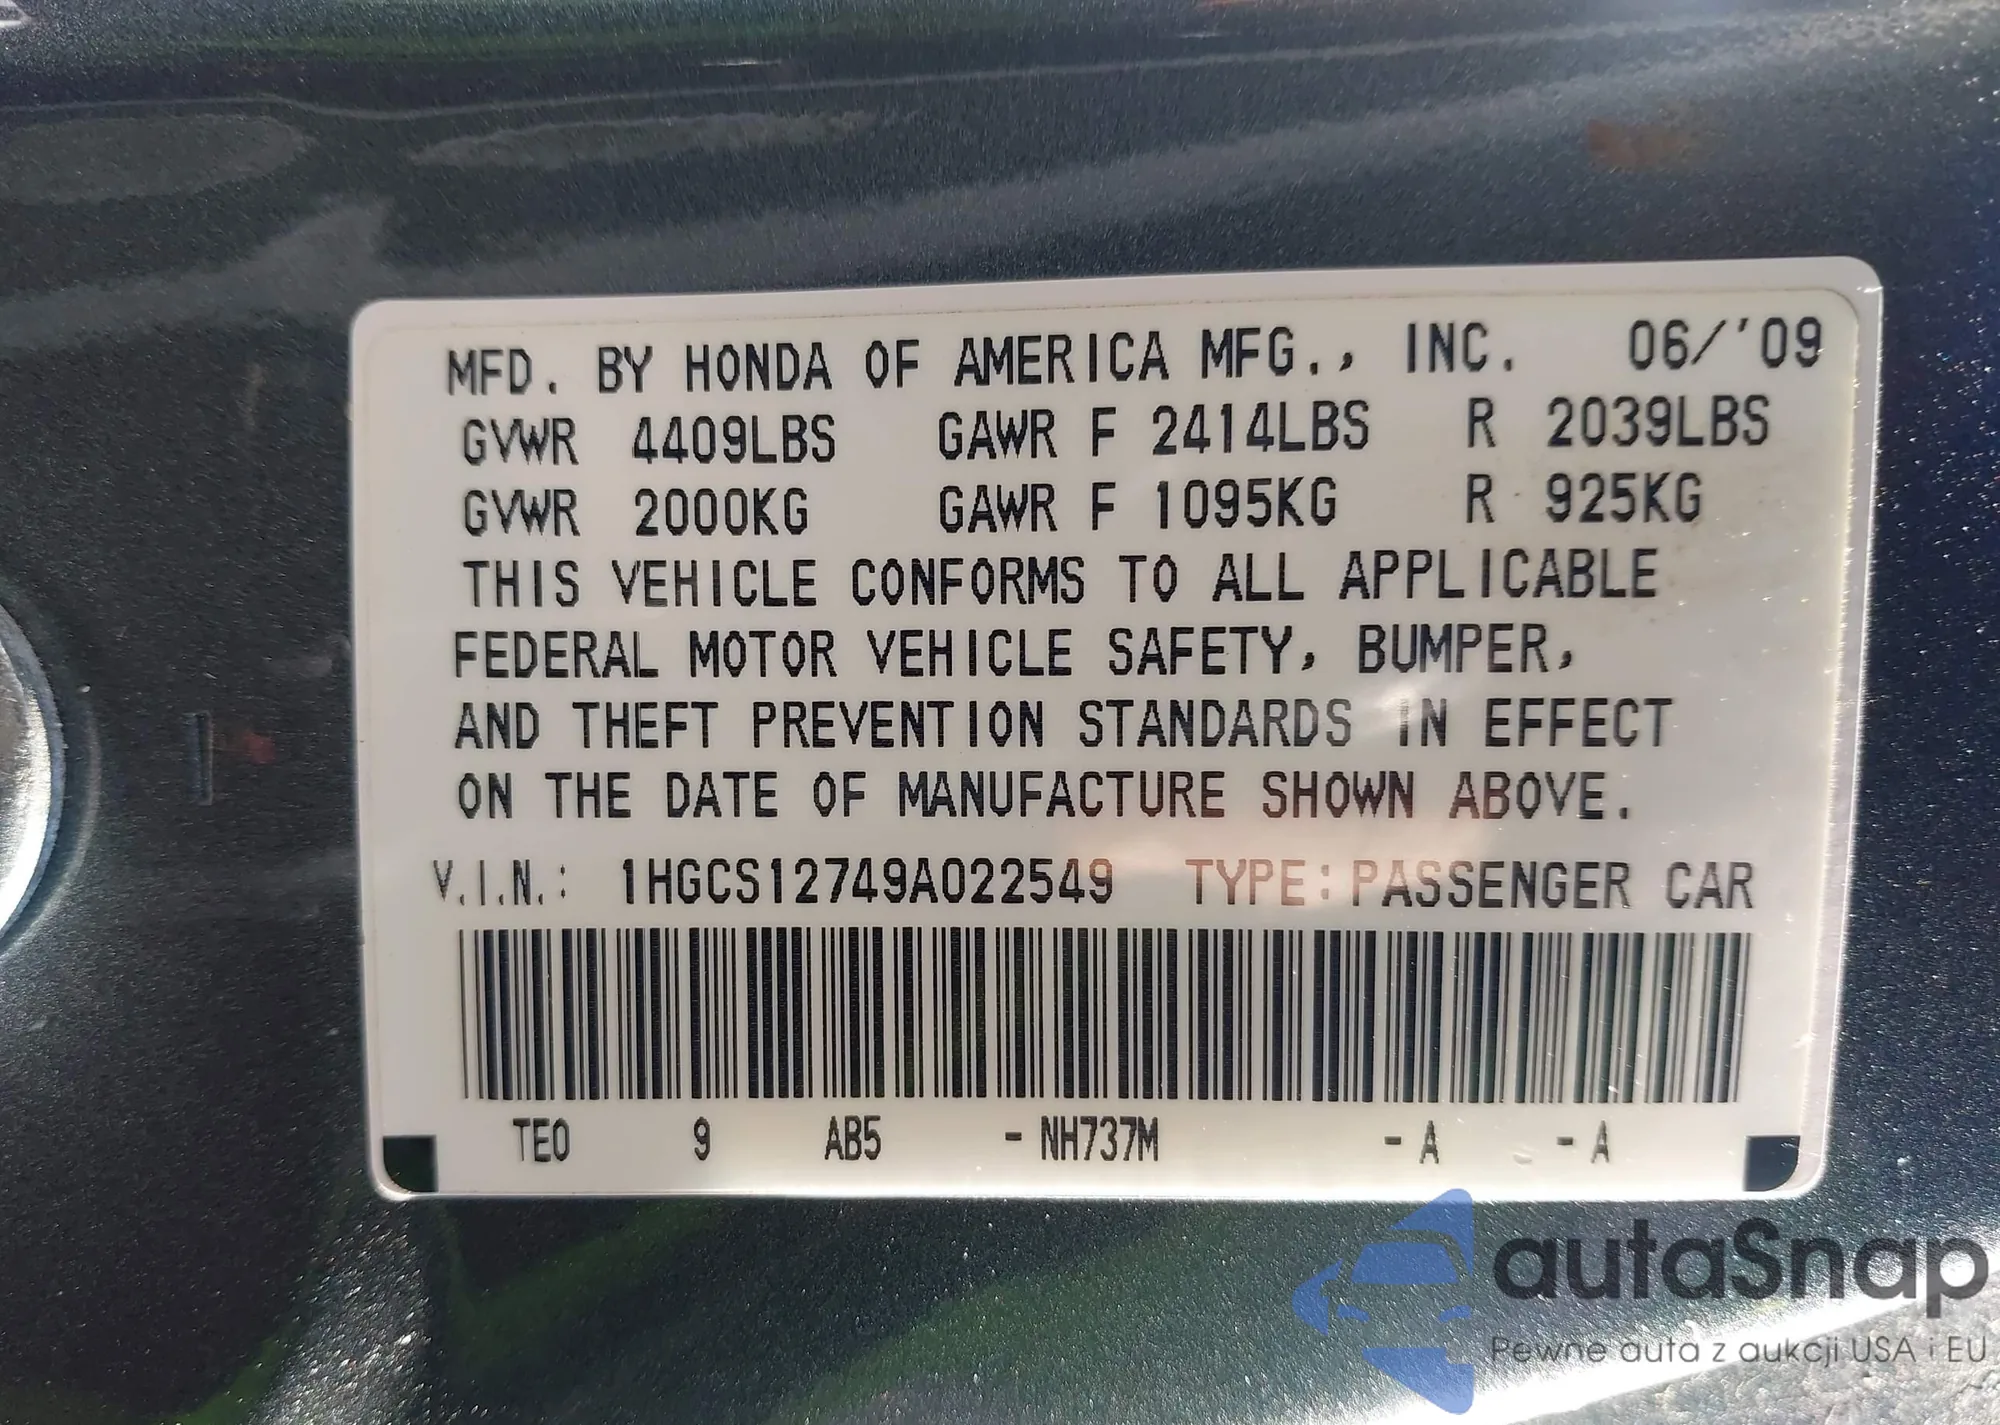 MFD. BY HONDA OF AMERICA MFG., INC. 06/'09
GVWR 4409LBS GAWR F 2414LBS R 2039LBS
GVWR 2000KG GAWR F 1095KG R 925KG
THIS VEHICLE CONFORMS TO ALL APPLICABLE
FEDERAL MOTOR VEHICLE SAFETY, BUMPER,
AND THEFT PREVENTION STANDARDS IN EFFECT
ON THE DATE OF MANUFACTURE SHOWN ABOVE.
V.I.N.: 1HGCS12749A022549 TYPE: PASSENGER CAR
TE0 9 AB5 - NH737M - A - A
autaSnap
Pewne auta z aukcji USA i EU